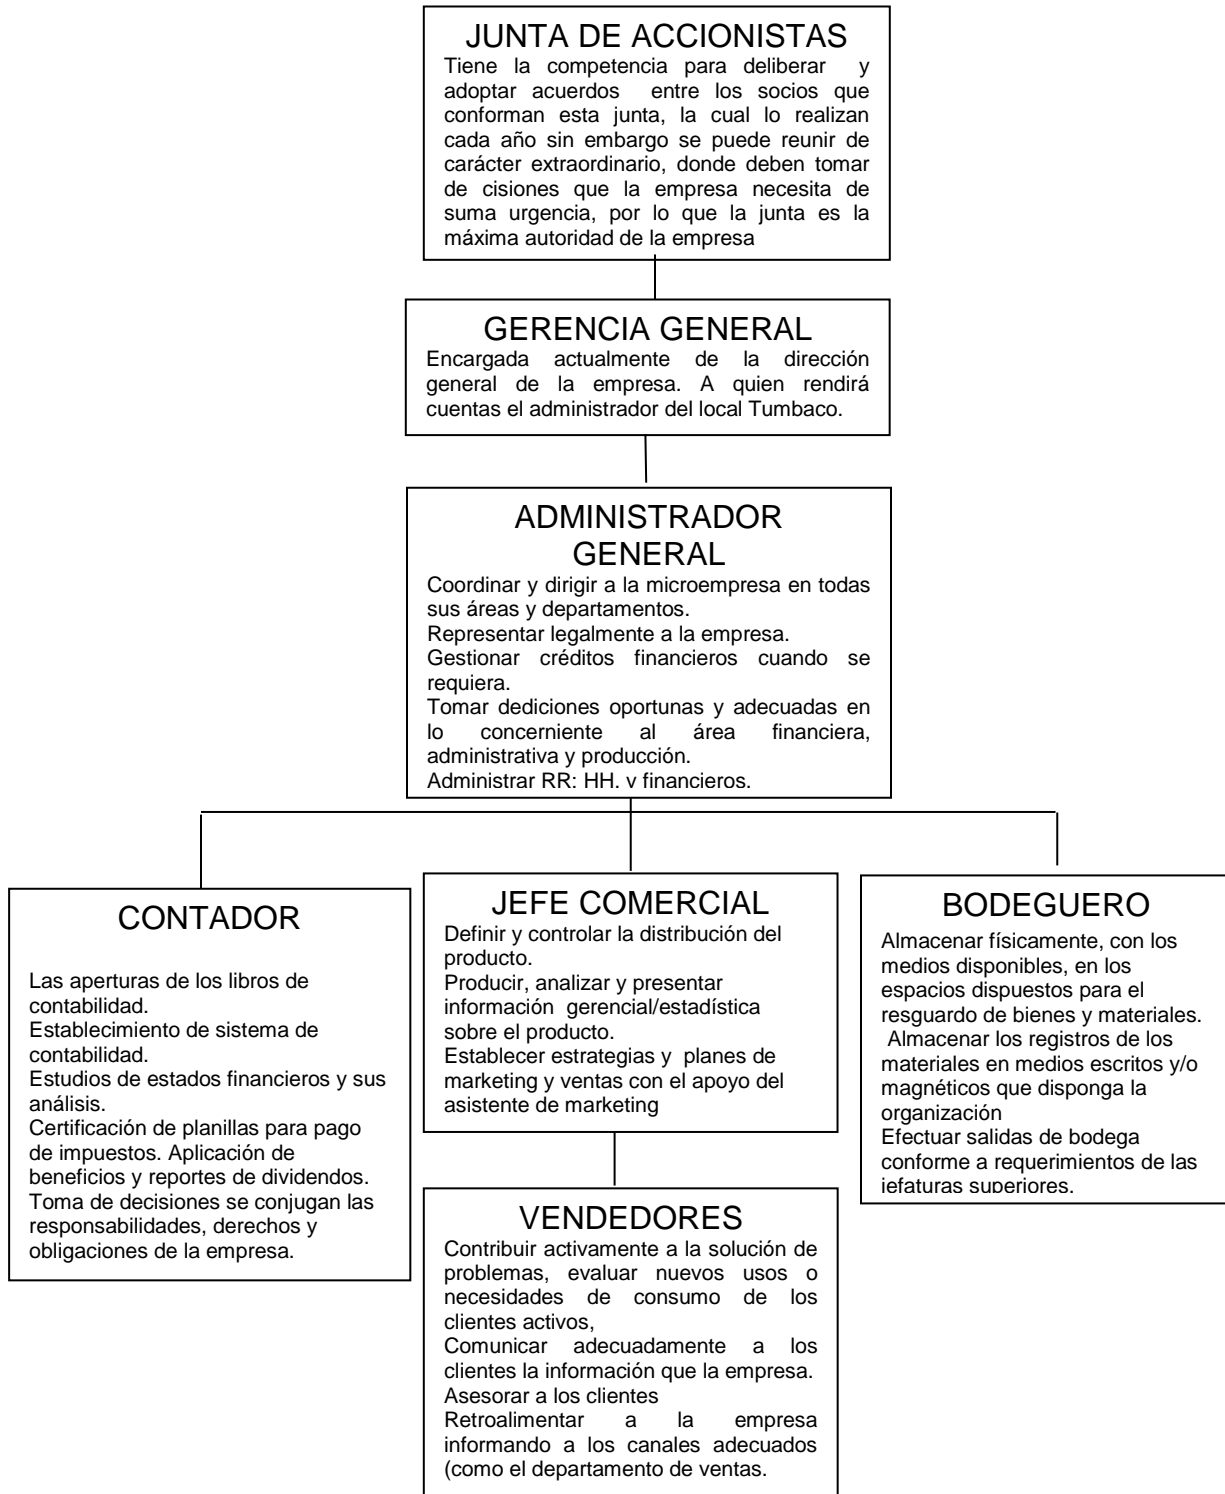 JUNTA DE ACCIONISTAS
Tiene la competencia para deliberar y
adoptar acuerdos entre los socios que
conforman esta junta, la cual lo realizan
cada año sin embargo se puede reunir de
carácter extraordinario, donde deben tomar
de cisiones que la empresa necesita de
suma urgencia, por lo que la junta es la
máxima autoridad de la empresa
GERENCIA GENERAL
Encargada actualmente de la dirección
general de la empresa. A quien rendirá
cuentas el administrador del local Tumbaco.
ADMINISTRADOR
GENERAL
Coordinar y dirigir a la microempresa en todas
sus áreas y departamentos.
Representar legalmente a la empresa.
Gestionar créditos financieros cuando se
requiera.
Tomar dediciones oportunas y adecuadas en
lo concerniente al área financiera,
administrativa y producción.
Administrar RR: HH. y financieros.
CONTADOR
Las aperturas de los libros de
contabilidad.
Establecimiento de sistema de
contabilidad.
Estudios de estados financieros y sus
análisis.
Certificación de planillas para pago
de impuestos. Aplicación de
beneficios y reportes de dividendos.
Toma de decisiones se conjugan las
responsabilidades, derechos y
obligaciones de la empresa.
JEFE COMERCIAL
Definir y controlar la distribución del
producto.
Producir, analizar y presentar
información gerencial/estadística
sobre el producto.
Establecer estrategias y planes de
marketing y ventas con el apoyo del
asistente de marketing
BODEGUERO
Almacenar físicamente, con los
medios disponibles, en los
espacios dispuestos para el
resguardo de bienes y materiales.
Almacenar los registros de los
materiales en medios escritos y/o
magnéticos que disponga la
organización
Efectuar salidas de bodega
conforme a requerimientos de las
jefaturas superiores.
VENDEDORES
Contribuir activamente a la solución de
problemas, evaluar nuevos usos o
necesidades de consumo de los
clientes activos,
Comunicar adecuadamente a los
clientes la información que la empresa.
Asesorar a los clientes
Retroalimentar a la empresa
informando a los canales adecuados
(como el departamento de ventas.